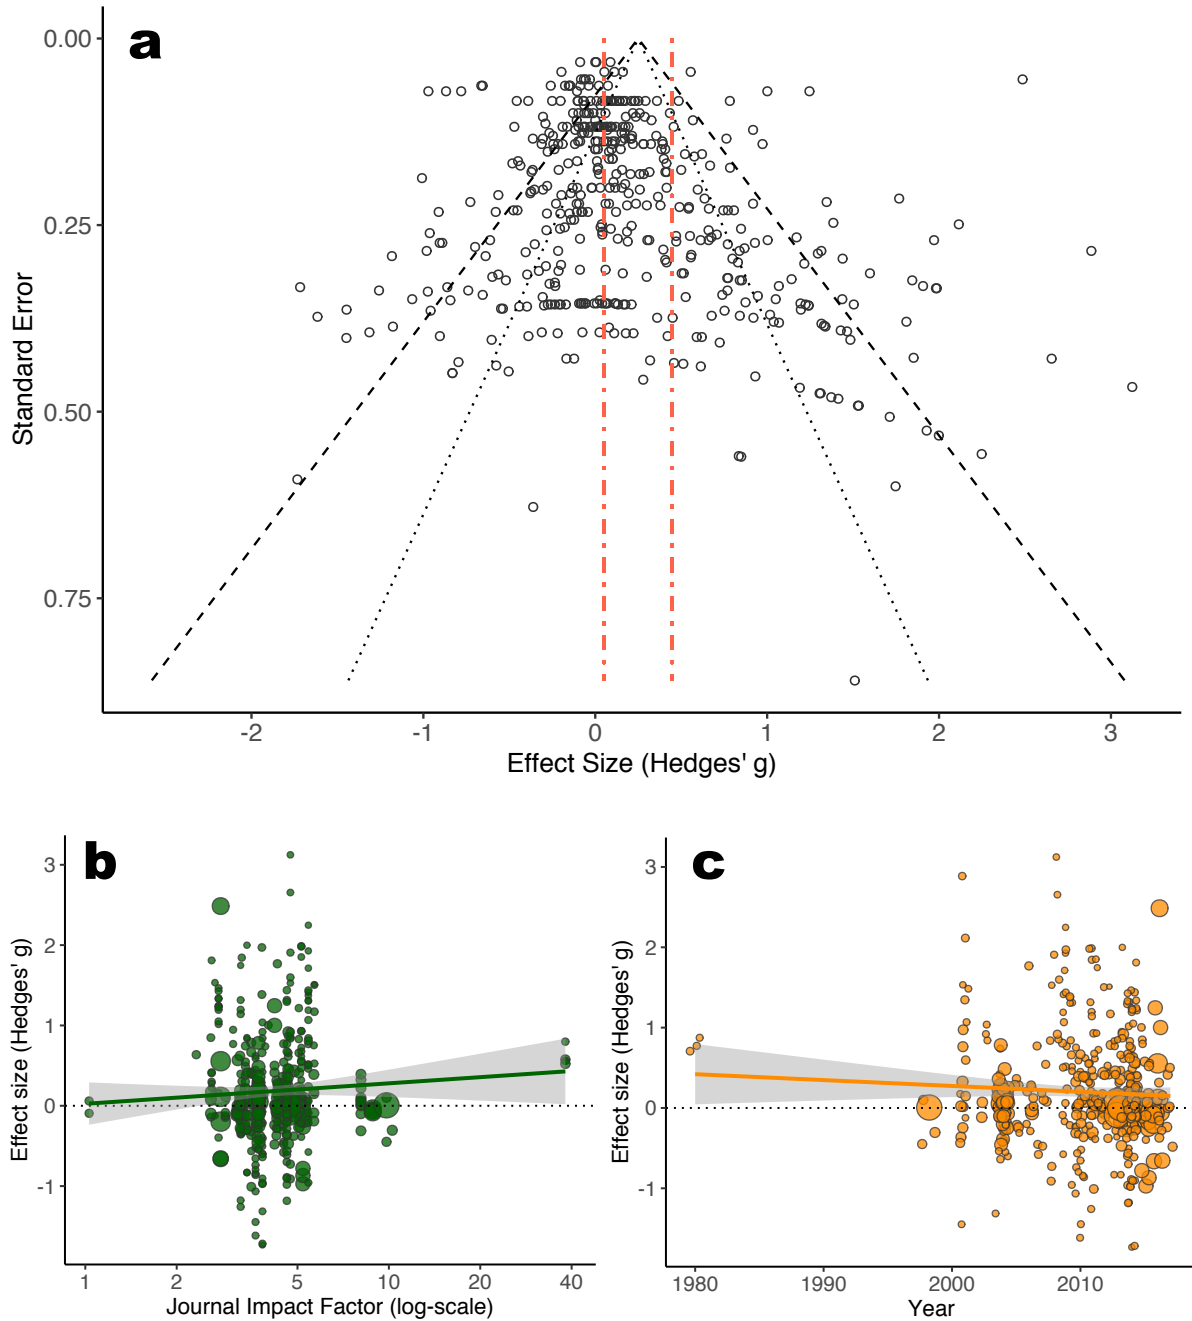 a
0.00
0.25
0.50
0.75
Standard Error
-2 -1 0 1 2 3
Effect Size (Hedges' g)
b
3
2
1
0
-1
Effect size (Hedges' g)
1 2 5 10 20 40
Journal Impact Factor (log-scale)
c
3
2
1
0
-1
Effect size (Hedges' g)
1980 1990 2000 2010
Year